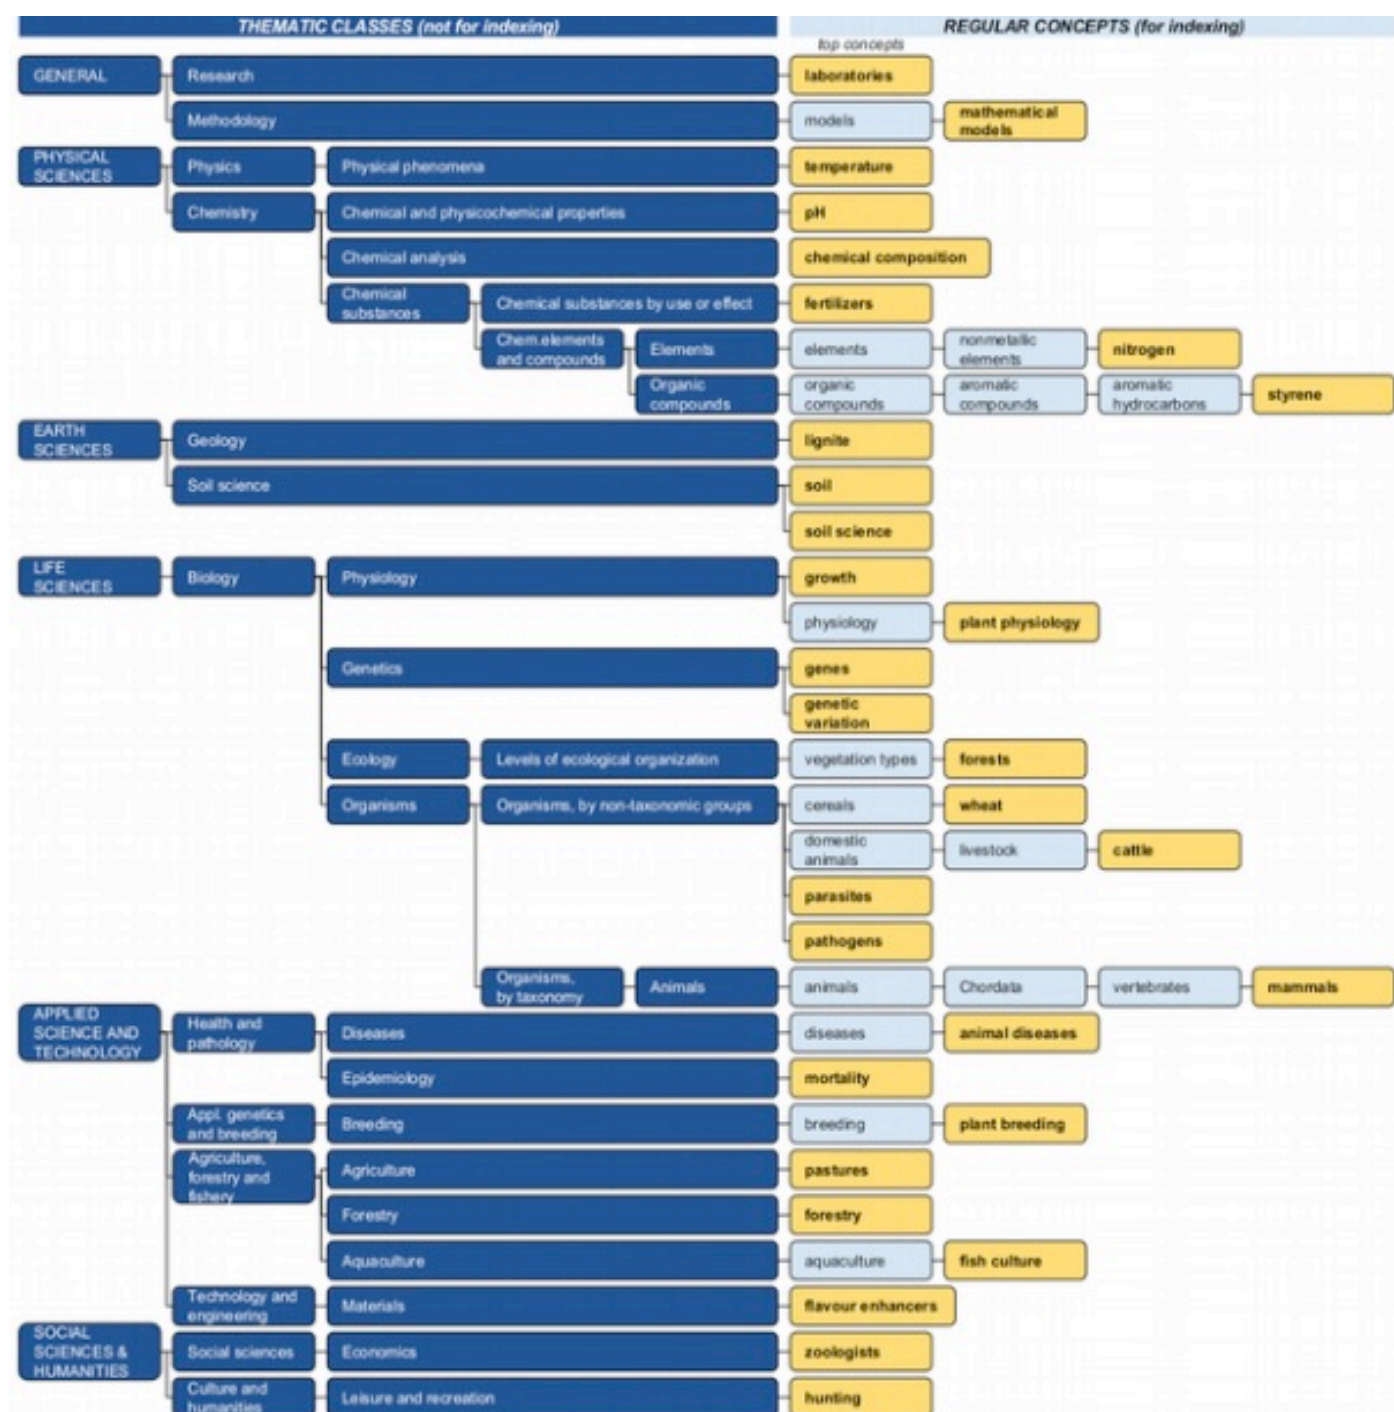 THEMATIC CLASSES (not for indexing)
REGULAR CONCEPTS (for indexing)
top concepts
GENERAL
Research
laboratories
Methodology
models
mathematical
models
PHYSICAL
SCIENCES
Physics
Physical phenomena
temperature
Chemistry
Chemical and physicochemical properties
pH
Chemical analysis
chemical composition
Chemical
substances
Chemical substances by use or effect
fertilizers
Chem.elements
and compounds
Elements
elements
nonmetallic
elements
nitrogen
Organic
compounds
organic
compounds
aromatic
compounds
aromatic
hydrocarbons
styrene
EARTH
SCIENCES
Geology
lignite
Soil science
soil
soil science
LIFE
SCIENCES
Biology
Physiology
growth
physiology
plant physiology
Genetics
genes
genetic
variation
Ecology
Levels of ecological organization
vegetation types
forests
Organisms
Organisms, by non-taxonomic groups
cereals
wheat
domestic
animals
livestock
cattle
parasites
pathogens
Organisms,
by taxonomy
Animals
animals
Chordata
vertebrates
mammals
APPLIED
SCIENCE AND
TECHNOLOGY
Health and
pathology
Diseases
diseases
animal diseases
Epidemiology
mortality
Appl. genetics
and breeding
Breeding
breeding
plant breeding
Agriculture,
forestry and
fishery
Agriculture
pastures
Forestry
forestry
Aquaculture
aquaculture
fish culture
Technology and
engineering
Materials
flavour enhancers
SOCIAL
SCIENCES &
HUMANITIES
Social sciences
Economics
zoologists
Culture and
humanities
Leisure and recreation
hunting